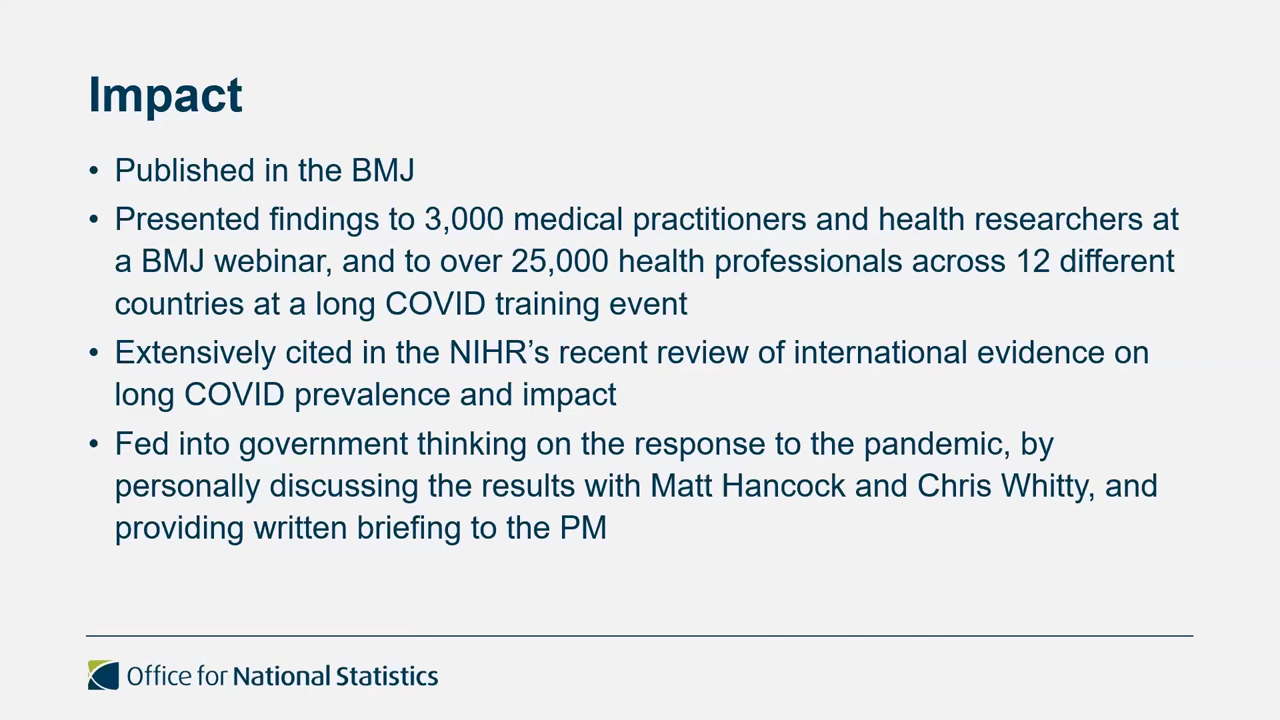 Impact
• Published in the BMJ
• Presented findings to 3,000 medical practitioners and health researchers at
a BMJ webinar, and to over 25,000 health professionals across 12 different
countries at a long COVID training event
• Extensively cited in the NIHR’s recent review of international evidence on
long COVID prevalence and impact
• Fed into government thinking on the response to the pandemic, by
personally discussing the results with Matt Hancock and Chris Whitty, and
providing written briefing to the PM
Office for National Statistics